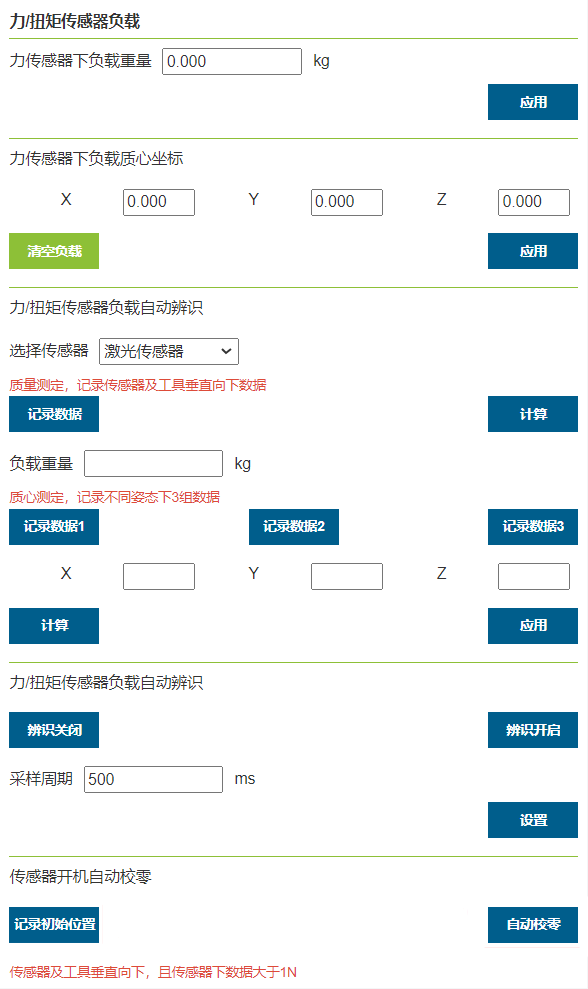 力/扭矩传感器负载
力传感器下负载重量 0.000 kg
应用
力传感器下负载质心坐标
X 0.000 Y 0.000 Z 0.000
清空负载 应用
力/扭矩传感器负载自动辨识
选择传感器 激光传感器
质量测定，记录传感器及工具垂直向下数据
记录数据 计算
负载重量 kg
质心测定，记录不同姿态下3组数据
记录数据1 记录数据2 记录数据3
X Y Z
计算 应用
力/扭矩传感器负载自动辨识
辨识关闭 辨识开启
采样周期 500 ms
设置
传感器开机自动校零
记录初始位置 自动校零
传感器及工具垂直向下，且传感器下数据大于1N